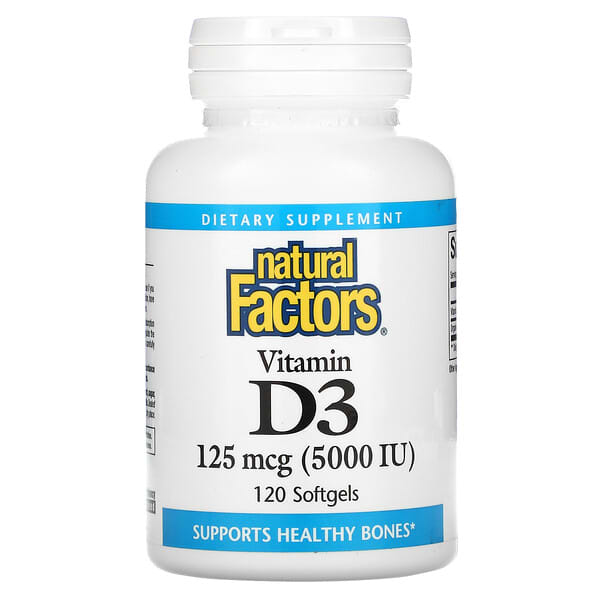 DIETARY SUPPLEMENT
natural
Factors®
Vitamin
D3
125 mcg (5000 IU)
120 Softgels
SUPPORTS HEALTHY BONES*